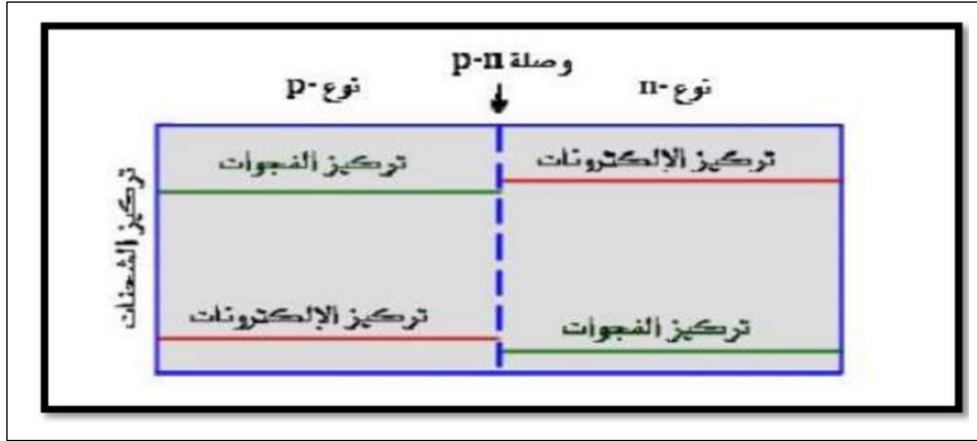 وصلة p-n
نوع -p
نوع -n
تركيز الفجوات
تركيز الإلكترونات
تركيز الشحنات
تركيز الإلكترونات
تركيز الفجوات